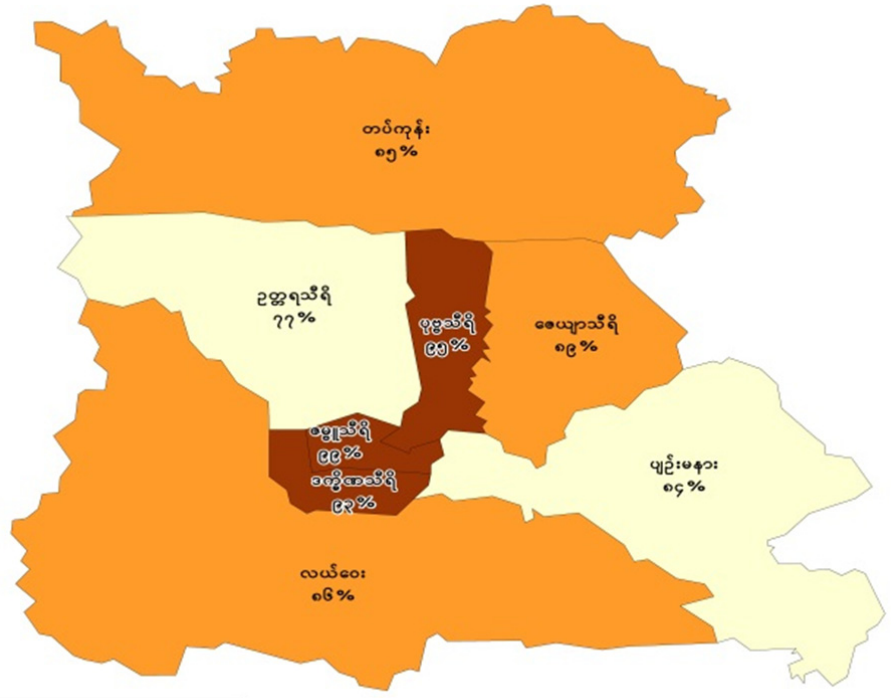 တပ်ကုန်း
၈၅%
ဥတ္တရသီရိ
၇၇%
ပုဗ္ဗသီရိ
၉၅%
ဇေယျာသီရိ
၈၉%
ဇမ္ဗူသီရိ
၉၉%
ဒက္ခိဏသီရိ
၉၃%
ပျဉ်းမနား
၈၄%
လယ်ဝေး
၈၆%